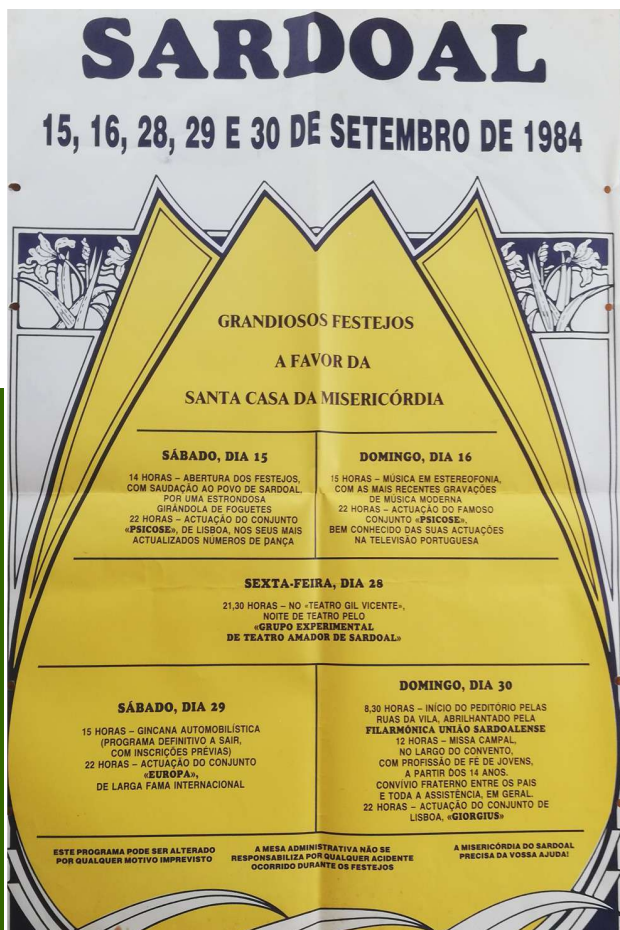 SARDOAL
15, 16, 28, 29 E 30 DE SETEMBRO DE 1984
GRANDIOSOS FESTEJOS
A FAVOR DA
SANTA CASA DA MISERICÓRDIA
SÁBADO, DIA 15
14 HORAS – ABERTURA DOS FESTEJOS,
COM SAUDAÇÃO AO POVO DE SARDOAL,
POR UMA ESTRONDOSA
GIRÂNDOLA DE FOGUETES
22 HORAS – ACTUAÇÃO DO CONJUNTO
«PSICOSE», DE LISBOA, NOS SEUS MAIS
ACTUALIZADOS NÚMEROS DE DANÇA
DOMINGO, DIA 16
15 HORAS – MÚSICA EM ESTEREOFONIA,
COM AS MAIS RECENTES GRAVAÇÕES
DE MÚSICA MODERNA
22 HORAS – ACTUAÇÃO DO FAMOSO
CONJUNTO «PSICOSE»,
BEM CONHECIDO DAS SUAS ACTUAÇÕES
NA TELEVISÃO PORTUGUESA
SEXTA-FEIRA, DIA 28
21,30 HORAS – NO «TEATRO GIL VICENTE»,
NOITE DE TEATRO PELO
«GRUPO EXPERIMENTAL
DE TEATRO AMADOR DE SARDOAL»
SÁBADO, DIA 29
15 HORAS – GINCANA AUTOMOBILÍSTICA
(PROGRAMA DEFINITIVO A SAIR,
COM INSCRIÇÕES PRÉVIAS)
22 HORAS – ACTUAÇÃO DO CONJUNTO
«EUROPA»,
DE LARGA FAMA INTERNACIONAL
DOMINGO, DIA 30
8,30 HORAS – INÍCIO DO PEDITÓRIO PELAS
RUAS DA VILA, ABRILHANTADO PELA
FILARMÓNICA UNIÃO SARDOALENSE
12 HORAS – MISSA CAMPAL,
NO LARGO DO CONVENTO,
COM PROFISSÃO DE FÉ DE JOVENS,
A PARTIR DOS 14 ANOS.
CONVÍVIO FRATERNO ENTRE OS PAIS
E TODA A ASSISTÊNCIA, EM GERAL.
22 HORAS – ACTUAÇÃO DO CONJUNTO DE
LISBOA, «GIORGIUS»
ESTE PROGRAMA PODE SER ALTERADO
POR QUALQUER MOTIVO IMPREVISTO
A MESA ADMINISTRATIVA NÃO SE
RESPONSABILIZA POR QUALQUER ACIDENTE
OCORRIDO DURANTE OS FESTEJOS
A MISERICÓRDIA DO SARDOAL
PRECISA DA VOSSA AJUDA!